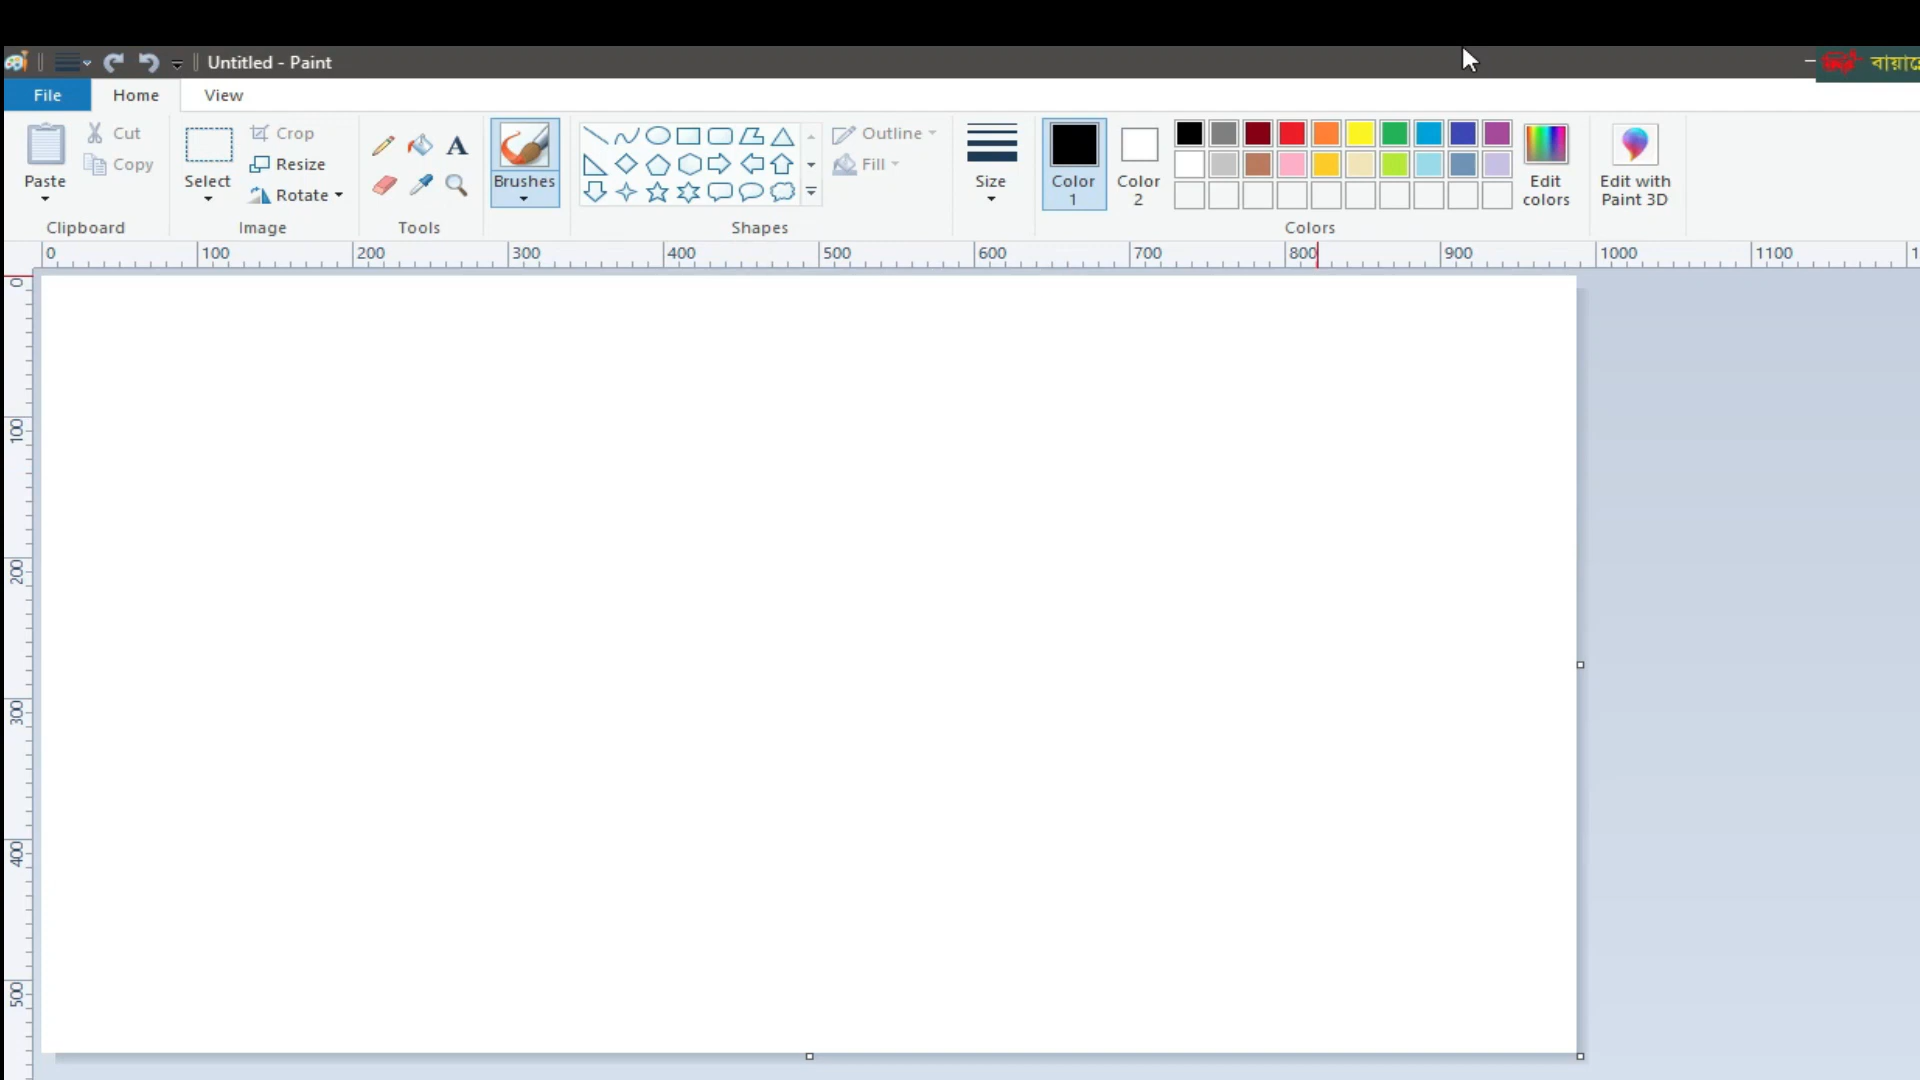 Untitled - Paint
File Home View
Cut
Copy
Paste
Clipboard
Crop
Resize
Rotate
Select
Image
A
Tools
Brushes
Shapes
Outline
Fill
Size
Color 1
Color 2
Colors
Edit colors
Edit with Paint 3D
0 100 200 300 400 500 600 700 800 900 1000 1100
0
100
200
300
400
500